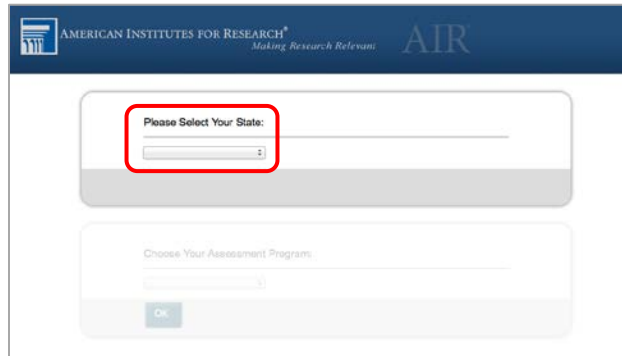 AMERICAN INSTITUTES FOR RESEARCH®
Making Research Relevant
AIR
Please Select Your State:
Choose Your Assessment Program:
OK